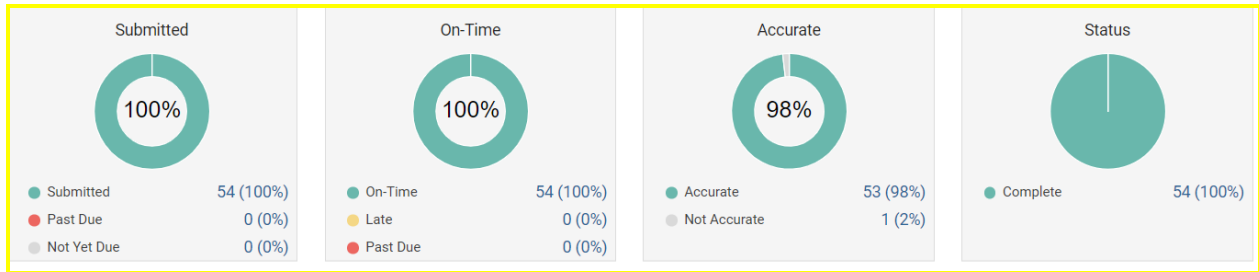 Submitted
100%
Submitted 54 (100%)
Past Due 0 (0%)
Not Yet Due 0 (0%)
On-Time
100%
On-Time 54 (100%)
Late 0 (0%)
Past Due 0 (0%)
Accurate
98%
Accurate 53 (98%)
Not Accurate 1 (2%)
Status
Complete 54 (100%)